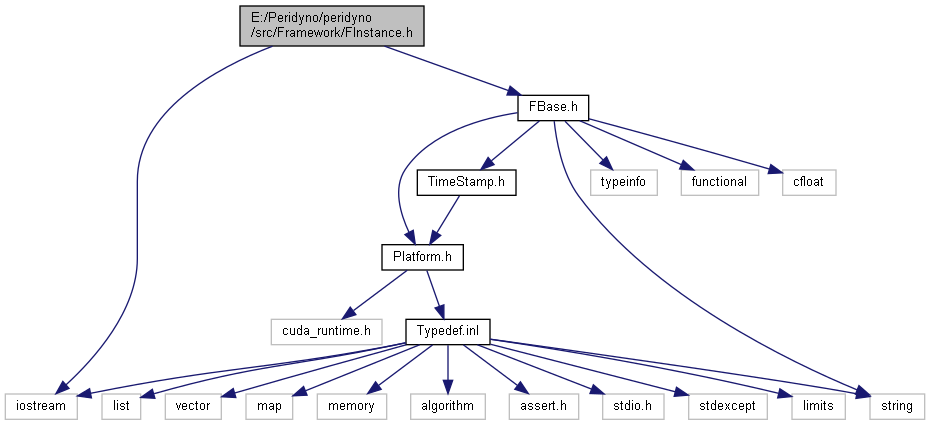 E:/Peridyno/peridyno
/src/Framework/FInstance.h
FBase.h
TimeStamp.h
typeinfo
functional
cfloat
Platform.h
cuda_runtime.h
Typedef.inl
iostream
list
vector
map
memory
algorithm
assert.h
stdio.h
stdexcept
limits
string